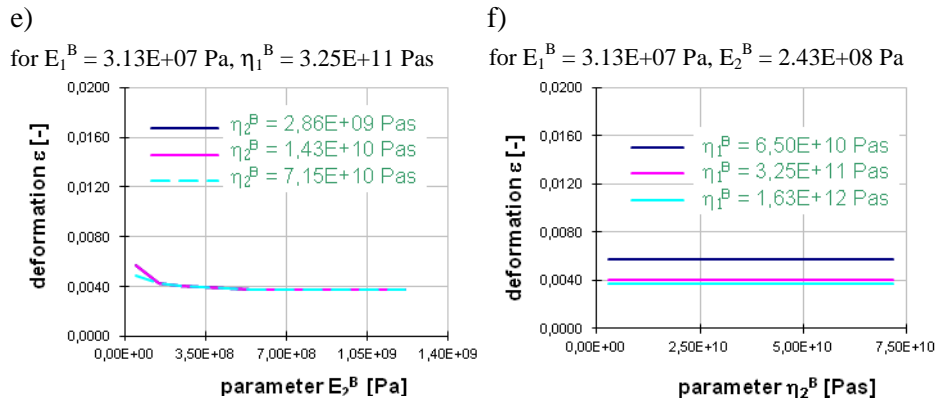 e)
for E₁ᴮ = 3.13E+07 Pa, η₁ᴮ = 3.25E+11 Pas
0,0200
0,0160
0,0120
0,0080
0,0040
0,0000
deformation ε [-]
η₂ᴮ = 2,86E+09 Pas
η₂ᴮ = 1,43E+10 Pas
η₂ᴮ = 7,15E+10 Pas
0,00E+00 3,50E+08 7,00E+08 1,05E+09 1,40E+09
parameter E₂ᴮ [Pa]
f)
for E₁ᴮ = 3.13E+07 Pa, E₂ᴮ = 2.43E+08 Pa
0,0200
0,0160
0,0120
0,0080
0,0040
0,0000
deformation ε [-]
η₁ᴮ = 6,50E+10 Pas
η₁ᴮ = 3,25E+11 Pas
η₁ᴮ = 1,63E+12 Pas
0,00E+00 2,50E+10 5,00E+10 7,50E+10
parameter η₂ᴮ [Pas]